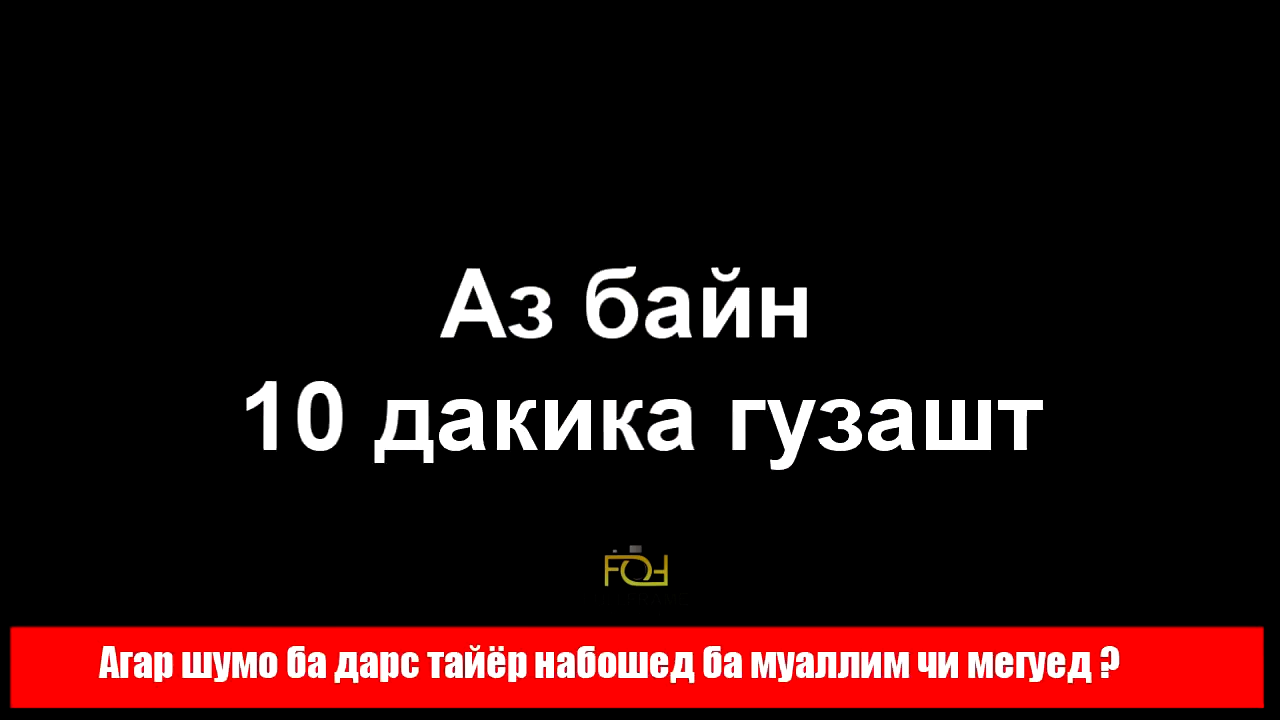 Аз байн
10 дакика гузашт
Агар шумо ба дарс тайёр набошед ба муаллим чи мегуед ?